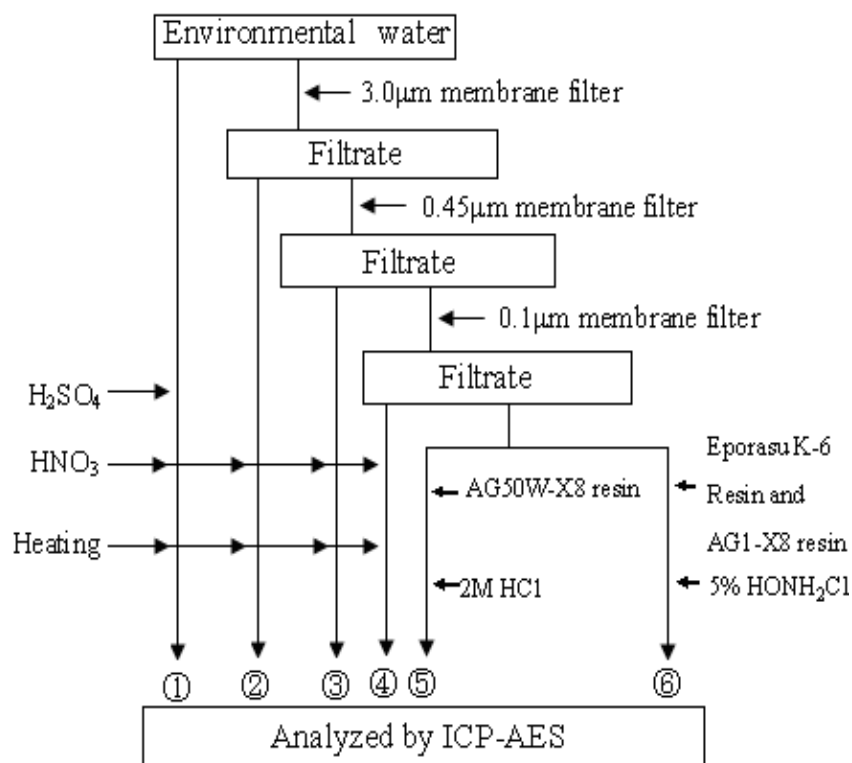 Environmental water
3.0μm membrane filter
Filtrate
0.45μm membrane filter
Filtrate
0.1μm membrane filter
Filtrate
H₂SO₄
HNO₃
Eporasu K-6
AG50W-X8 resin
Resin and
Heating
AG1-X8 resin
2M HCl
5% HONH₂Cl
① ② ③ ④ ⑤ ⑥
Analyzed by ICP-AES